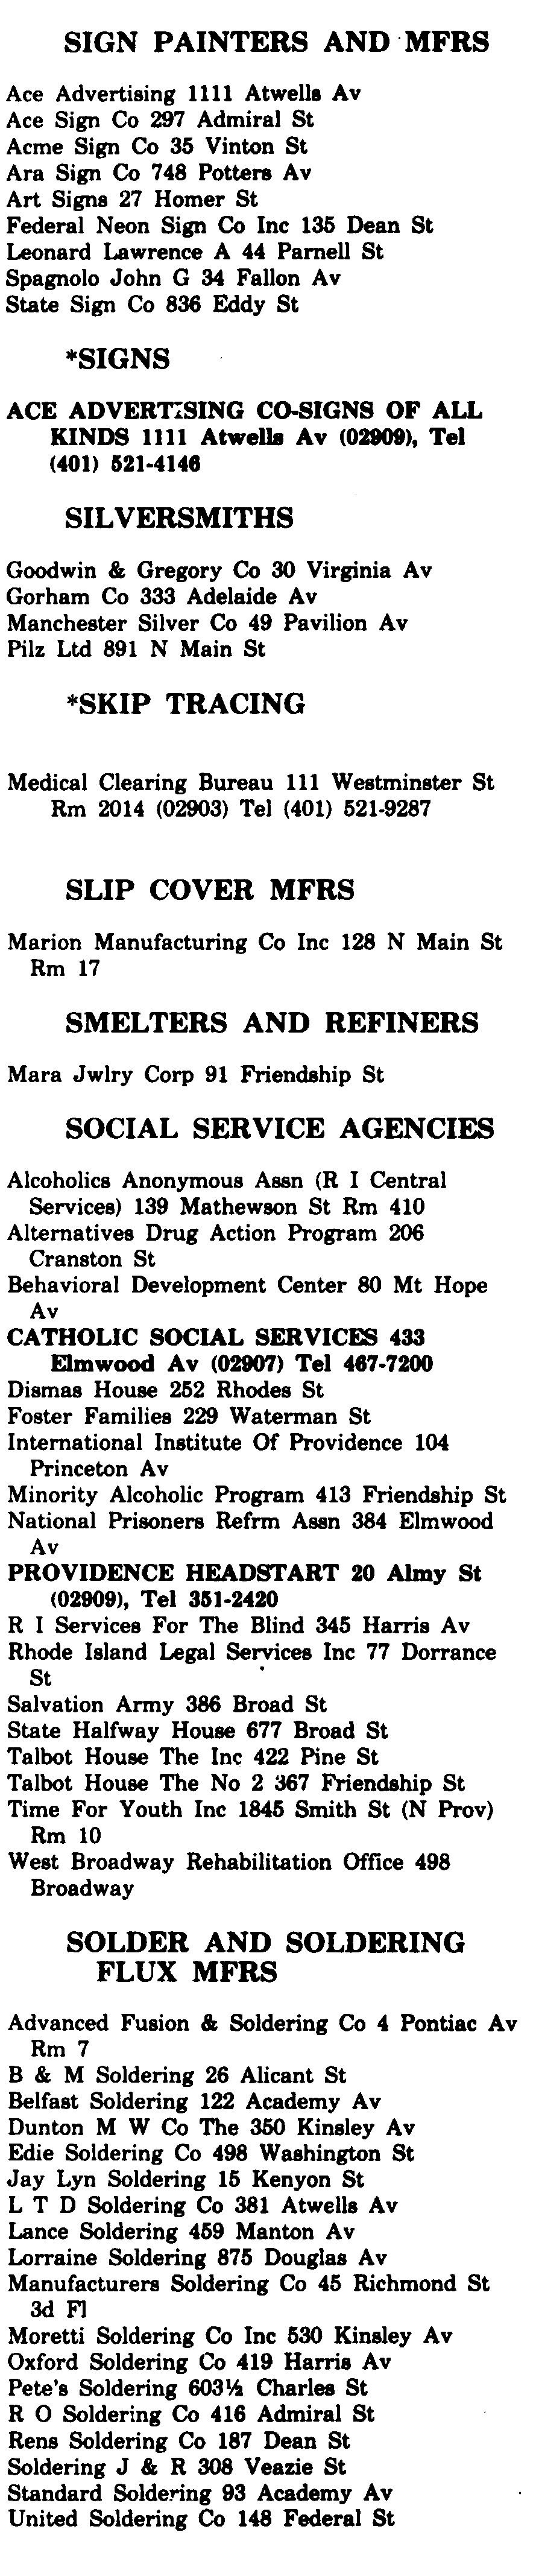 SIGN PAINTERS AND MFRS
Ace Advertising 1111 Atwells Av
Ace Sign Co 297 Admiral St
Acme Sign Co 35 Vinton St
Ara Sign Co 748 Potters Av
Art Signs 27 Homer St
Federal Neon Sign Co Inc 135 Dean St
Leonard Lawrence A 44 Parnell St
Spagnolo John G 34 Fallon Av
State Sign Co 836 Eddy St
*SIGNS
ACE ADVERTISING CO-SIGNS OF ALL
KINDS 1111 Atwells Av (02909), Tel
(401) 521-4146
SILVERSMITHS
Goodwin & Gregory Co 30 Virginia Av
Gorham Co 333 Adelaide Av
Manchester Silver Co 49 Pavilion Av
Pilz Ltd 891 N Main St
*SKIP TRACING
Medical Clearing Bureau 111 Westminster St
Rm 2014 (02903) Tel (401) 521-9287
SLIP COVER MFRS
Marion Manufacturing Co Inc 128 N Main St
Rm 17
SMELTERS AND REFINERS
Mara Jwlry Corp 91 Friendship St
SOCIAL SERVICE AGENCIES
Alcoholics Anonymous Assn (R I Central
Services) 139 Mathewson St Rm 410
Alternatives Drug Action Program 206
Cranston St
Behavioral Development Center 80 Mt Hope
Av
CATHOLIC SOCIAL SERVICES 433
Elmwood Av (02907) Tel 467-7200
Dismas House 252 Rhodes St
Foster Families 229 Waterman St
International Institute Of Providence 104
Princeton Av
Minority Alcoholic Program 413 Friendship St
National Prisoners Refrm Assn 384 Elmwood
Av
PROVIDENCE HEADSTART 20 Almy St
(02909), Tel 351-2420
R I Services For The Blind 345 Harris Av
Rhode Island Legal Services Inc 77 Dorrance
St
Salvation Army 386 Broad St
State Halfway House 677 Broad St
Talbot House The Inc 422 Pine St
Talbot House The No 2 367 Friendship St
Time For Youth Inc 1845 Smith St (N Prov)
Rm 10
West Broadway Rehabilitation Office 498
Broadway
SOLDER AND SOLDERING
FLUX MFRS
Advanced Fusion & Soldering Co 4 Pontiac Av
Rm 7
B & M Soldering 26 Alicant St
Belfast Soldering 122 Academy Av
Dunton M W Co The 350 Kinsley Av
Edie Soldering Co 498 Washington St
Jay Lyn Soldering 15 Kenyon St
L T D Soldering Co 381 Atwells Av
Lance Soldering 459 Manton Av
Lorraine Soldering 875 Douglas Av
Manufacturers Soldering Co 45 Richmond St
3d Fl
Moretti Soldering Co Inc 530 Kinsley Av
Oxford Soldering Co 419 Harris Av
Pete's Soldering 603½ Charles St
R O Soldering Co 416 Admiral St
Rens Soldering Co 187 Dean St
Soldering J & R 308 Veazie St
Standard Soldering 93 Academy Av
United Soldering Co 148 Federal St